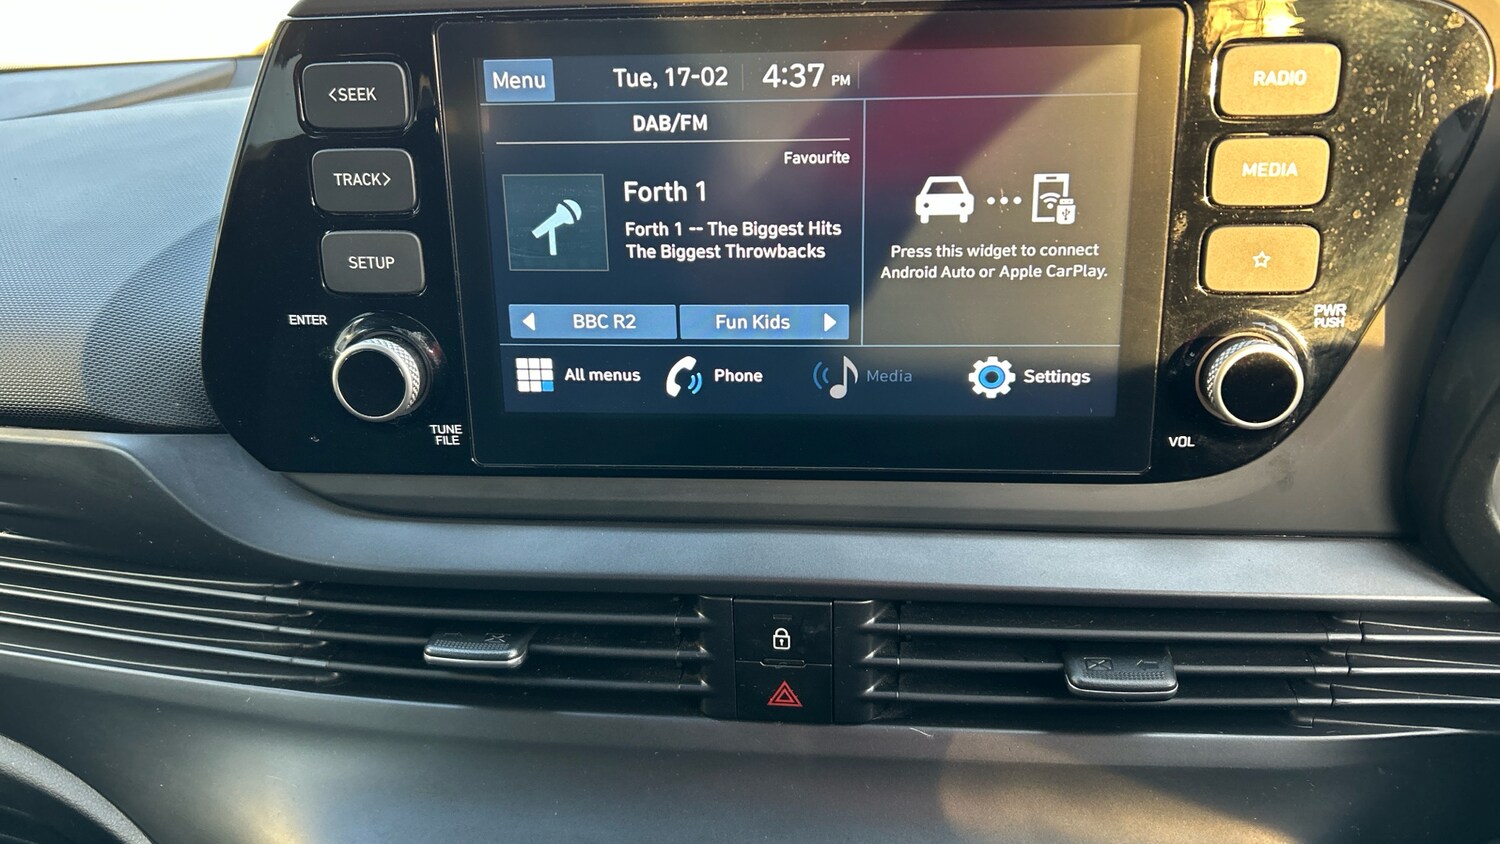 <SEEK
TRACK>
SETUP
ENTER
TUNE
FILE
Menu
Tue, 17-02
4:37 PM
DAB/FM
Favourite
Forth 1
Forth 1 -- The Biggest Hits
The Biggest Throwbacks
BBC R2
Fun Kids
Press this widget to connect
Android Auto or Apple CarPlay.
All menus
Phone
Media
Settings
RADIO
MEDIA
PWR
PUSH
VOL